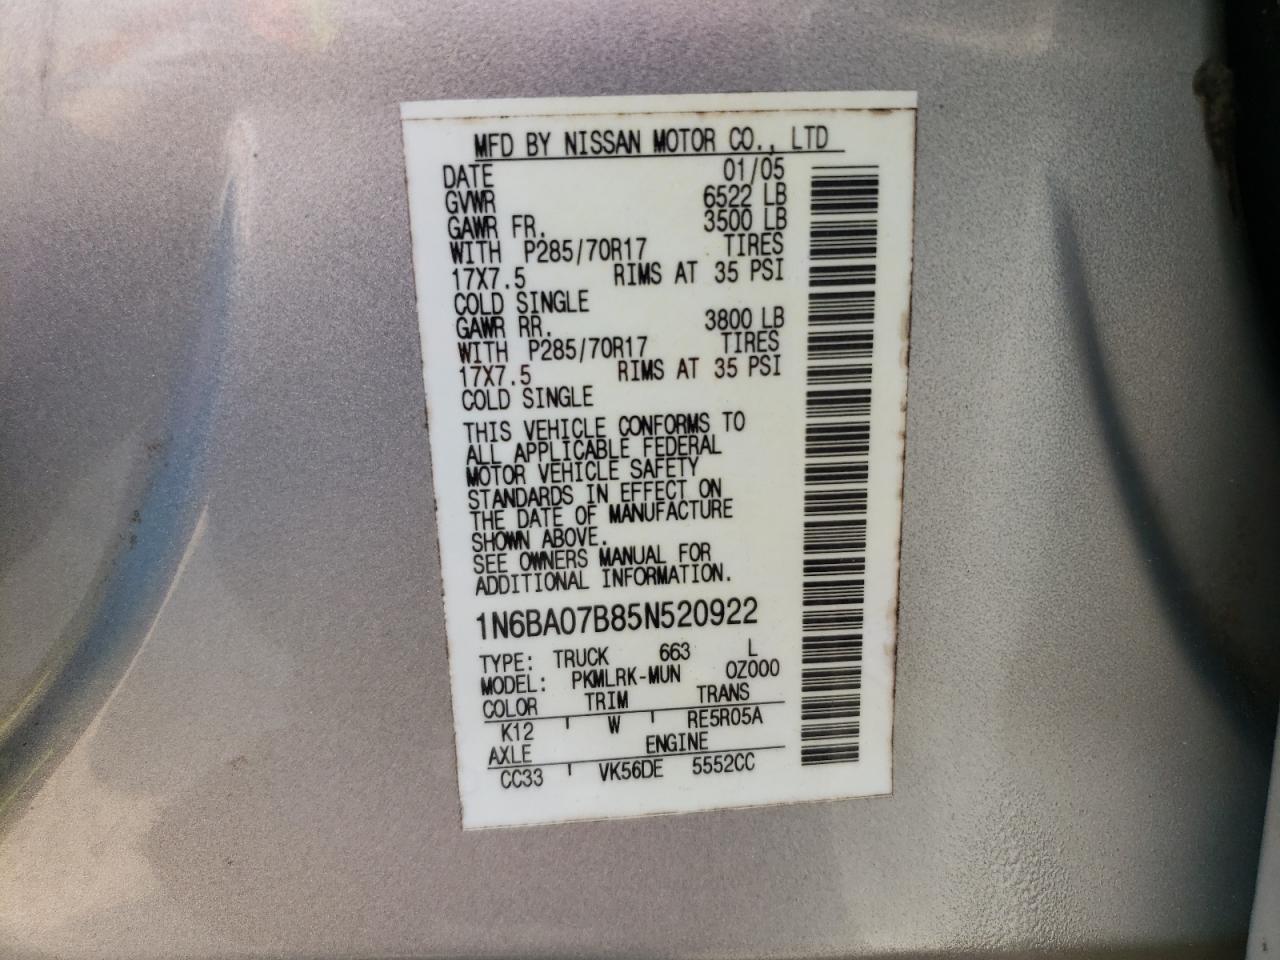 MFD BY NISSAN MOTOR CO., LTD
DATE 01/05
GVWR 6522 LB
GAWR FR. 3500 LB
WITH P285/70R17 TIRES
17X7.5 RIMS AT 35 PSI
COLD SINGLE
GAWR RR. 3800 LB
WITH P285/70R17 TIRES
17X7.5 RIMS AT 35 PSI
COLD SINGLE
THIS VEHICLE CONFORMS TO
ALL APPLICABLE FEDERAL
MOTOR VEHICLE SAFETY
STANDARDS IN EFFECT ON
THE DATE OF MANUFACTURE
SHOWN ABOVE.
SEE OWNERS MANUAL FOR
ADDITIONAL INFORMATION.
1N6BA07B85N520922
TYPE: TRUCK 663 L
MODEL: PKMLRK-MUN OZ000
COLOR TRIM TRANS
K12 W RE5R05A
AXLE ENGINE
CC33 VK56DE 5552CC